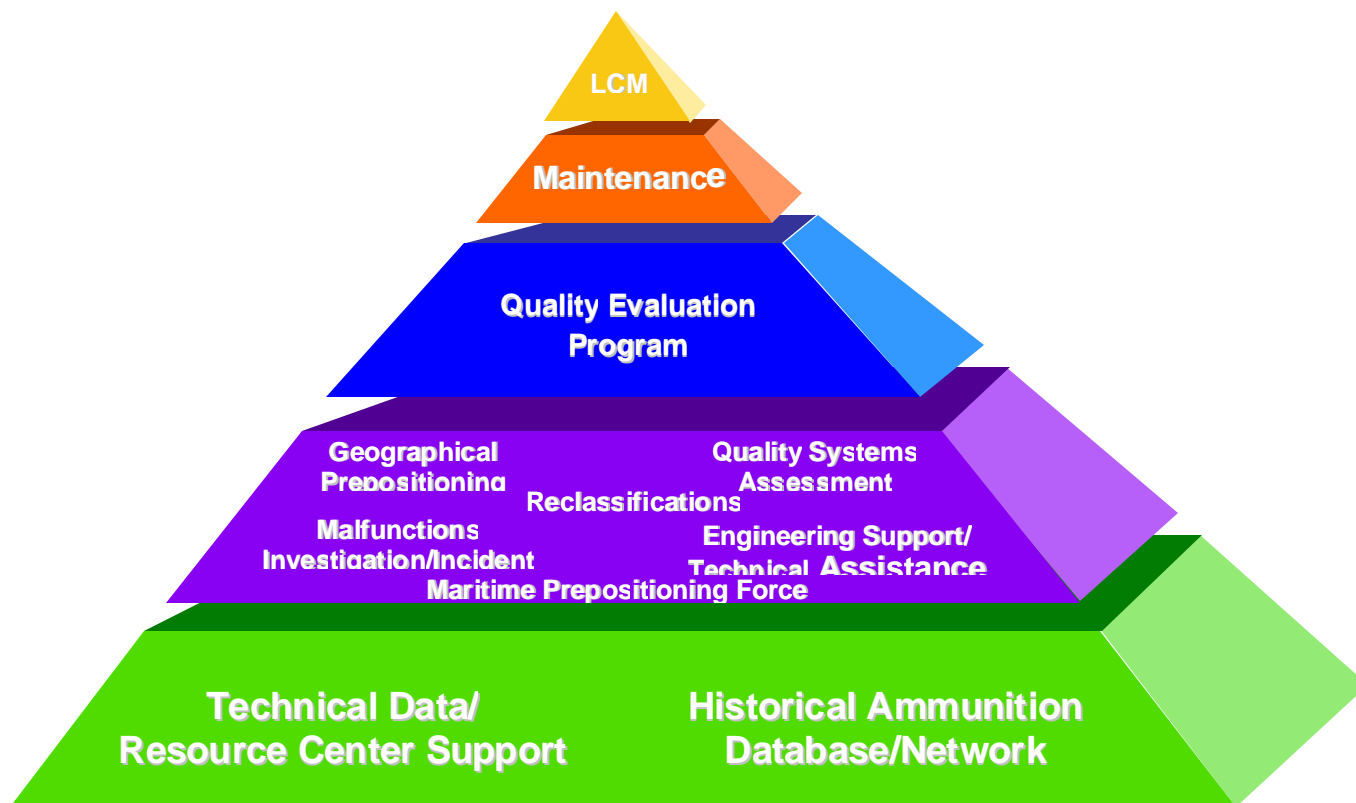 LCM
Maintenance
Quality Evaluation
Program
Geographical
Prepositioning
Quality Systems
Assessment
Reclassifications
Malfunctions
Investigation/Incident
Engineering Support/
Technical Assistance
Maritime Prepositioning Force
Technical Data/
Resource Center Support
Historical Ammunition
Database/Network